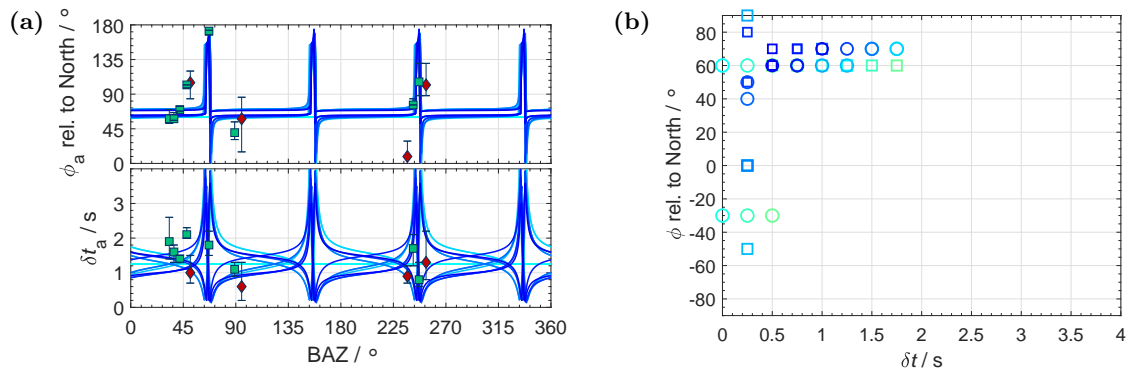 (a)
180
135
90
45
0
ϕa rel. to North / °
3
2
1
0
δta / s
0 45 90 135 180 225 270 315 360
BAZ / °
(b)
80
60
40
20
0
-20
-40
-60
-80
ϕ rel. to North / °
0 0.5 1 1.5 2 2.5 3 3.5 4
δt / s